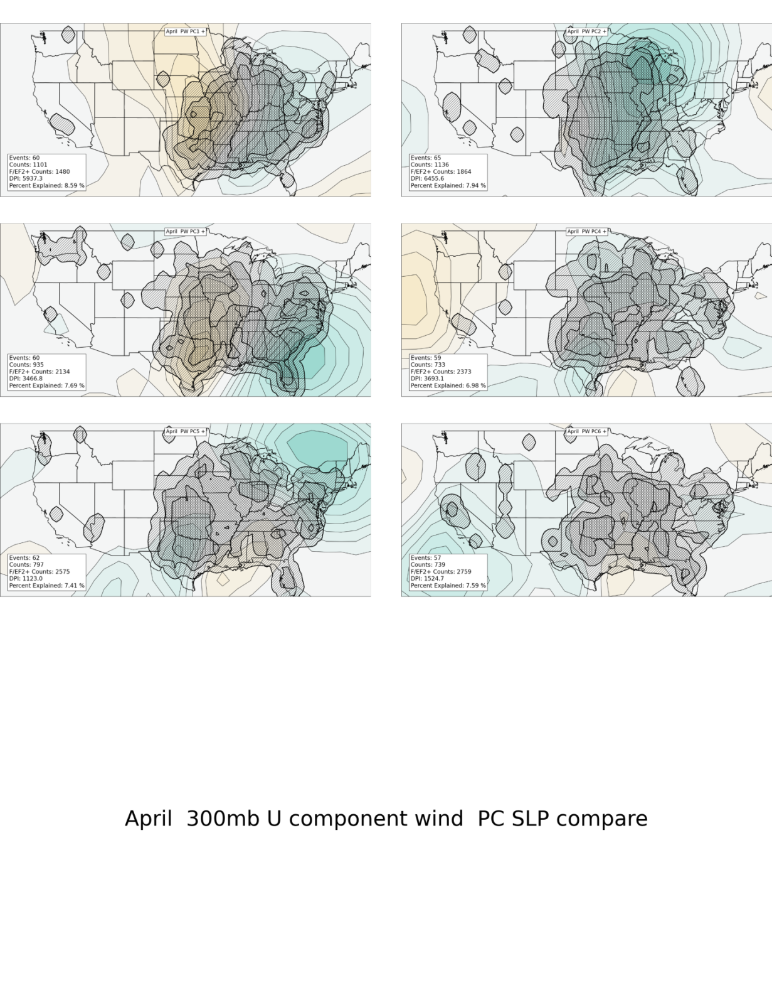 April  PW PC1 +
Events: 60
Counts: 1101
F/EF2+ Counts: 1480
DPI: 5937.3
Percent Explained: 8.59 %
April  PW PC2 +
Events: 65
Counts: 1136
F/EF2+ Counts: 1864
DPI: 6455.6
Percent Explained: 7.94 %
April  PW PC3 +
Events: 60
Counts: 935
F/EF2+ Counts: 2134
DPI: 3466.8
Percent Explained: 7.69 %
April  PW PC4 +
Events: 59
Counts: 733
F/EF2+ Counts: 2373
DPI: 3693.1
Percent Explained: 6.98 %
April  PW PC5 +
Events: 62
Counts: 797
F/EF2+ Counts: 2575
DPI: 1123.0
Percent Explained: 7.41 %
April  PW PC6 +
Events: 57
Counts: 739
F/EF2+ Counts: 2759
DPI: 1524.7
Percent Explained: 7.59 %
April  300mb U component wind  PC SLP compare